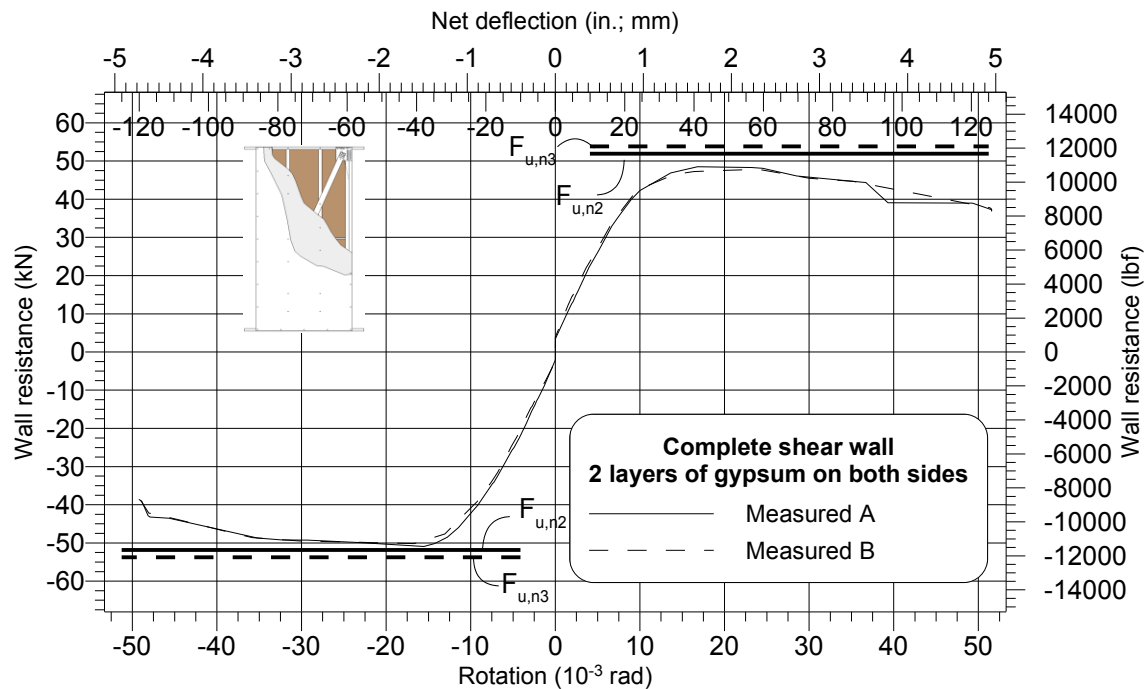 Net deflection (in.; mm)
-5 -4 -3 -2 -1 0 1 2 3 4 5
-120 -100 -80 -60 -40 -20 0 20 40 60 80 100 120
Wall resistance (kN)
60
50
40
30
20
10
0
-10
-20
-30
-40
-50
-60
Fu,n3
Fu,n2
14000
12000
10000
8000
6000
4000
2000
0
-2000
-4000
-6000
-8000
-10000
-12000
-14000
Wall resistance (lbf)
Complete shear wall
2 layers of gypsum on both sides
Measured A
Measured B
Fu,n2
Fu,n3
-50 -40 -30 -20 -10 0 10 20 30 40 50
Rotation (10-3 rad)